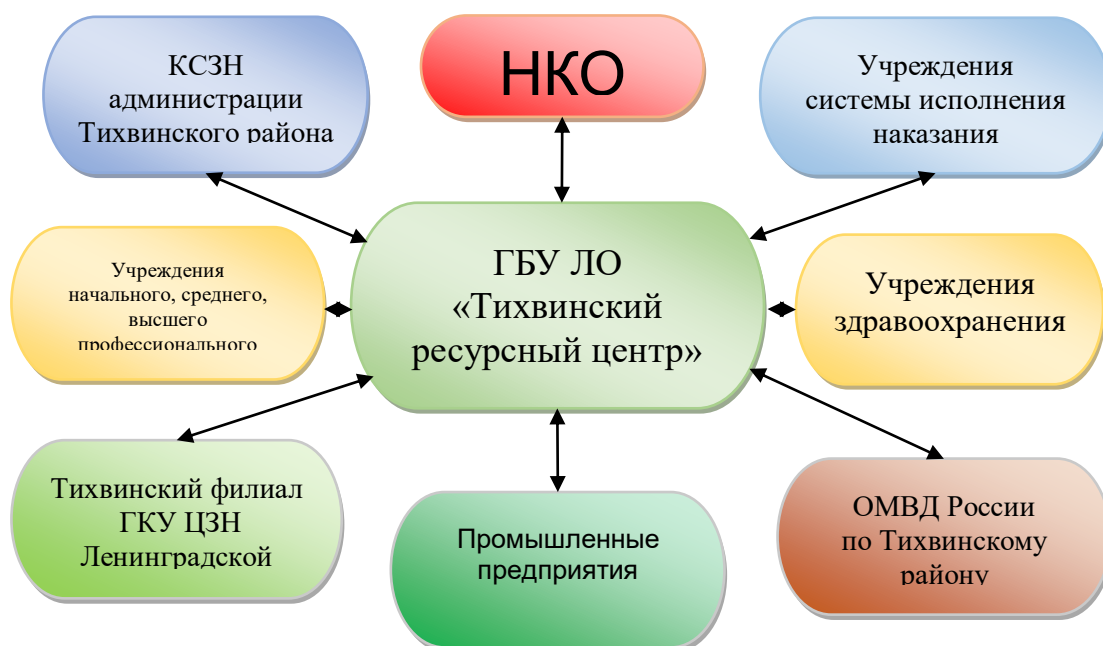 КСЗН
администрации
Тихвинского района
НКО
Учреждения
системы исполнения
наказания
Учреждения
начального, среднего,
высшего
профессионального
ГБУ ЛО
«Тихвинский
ресурсный центр»
Учреждения
здравоохранения
Тихвинский филиал
ГКУ ЦЗН
Ленинградской
Промышленные
предприятия
ОМВД России
по Тихвинскому
району